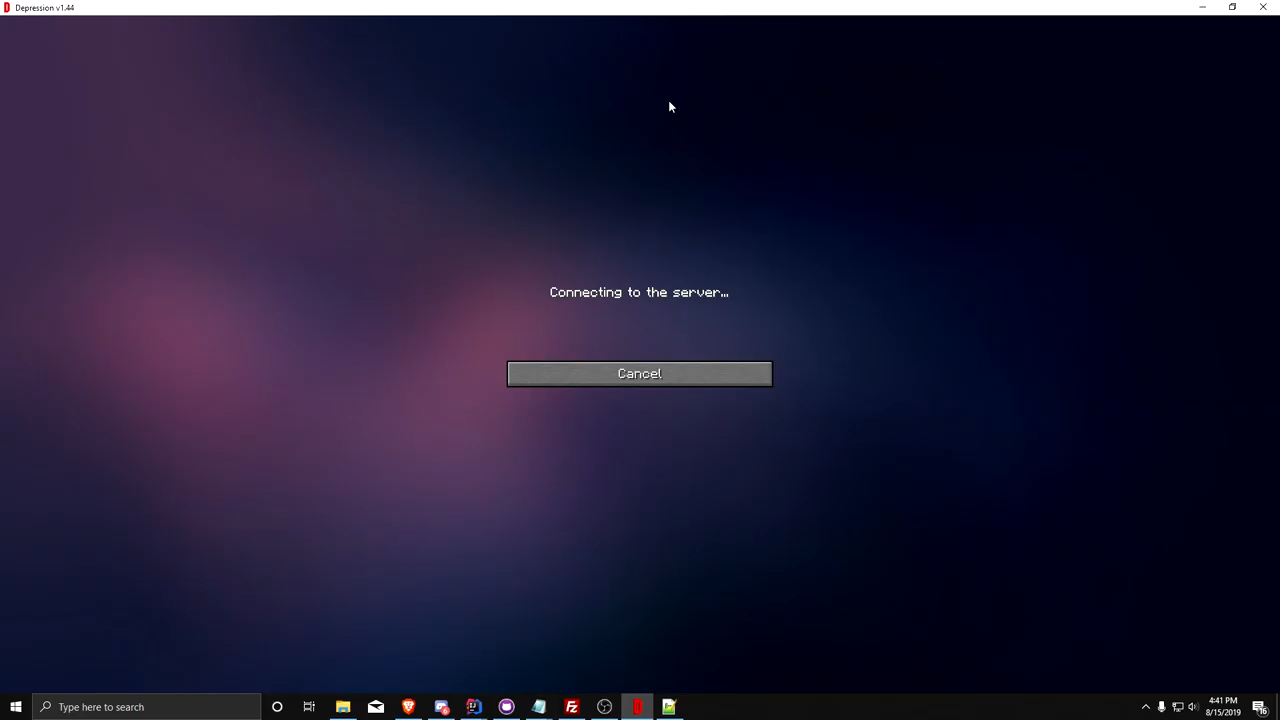 Depression v1.44
Connecting to the server...
Cancel
Type here to search
4:41 PM
8/15/2019